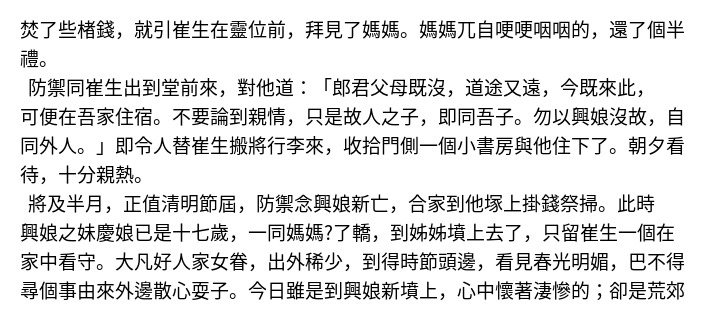 焚了些楮錢，就引崔生在靈位前，拜見了媽媽。媽媽兀自哽哽咽咽的，還了個半
禮。
防禦同崔生出到堂前來，對他道：「郎君父母既沒，道途又遠，今既來此，
可便在吾家住宿。不要論到親情，只是故人之子，即同吾子。勿以興娘沒故，自
同外人。」即令人替崔生搬將行李來，收拾門側一個小書房與他住下了。朝夕看
待，十分親熱。
將及半月，正值清明節屆，防禦念興娘新亡，合家到他塚上掛錢祭掃。此時
興娘之妹慶娘已是十七歲，一同媽媽?了轎，到姊姊墳上去了，只留崔生一個在
家中看守。大凡好人家女眷，出外稀少，到得時節頭邊，看見春光明媚，巴不得
尋個事由來外邊散心耍子。今日雖是到興娘新墳上，心中懷著淒慘的；卻是荒郊